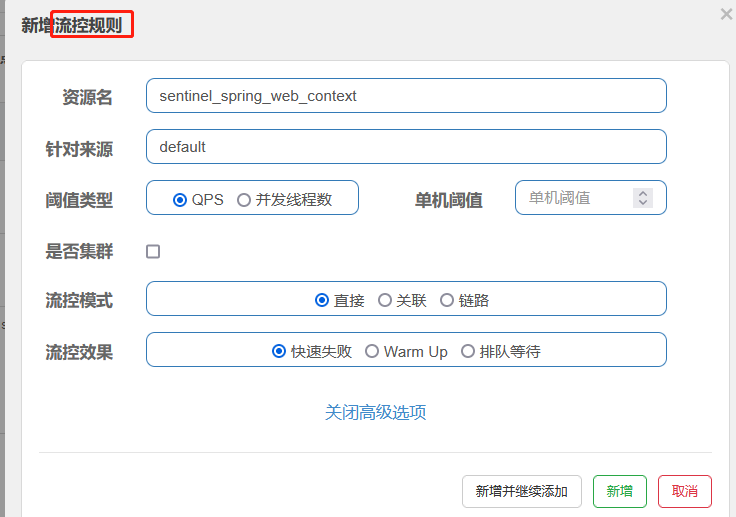 新增流控规则 ×
资源名 sentinel_spring_web_context
针对来源 default
阈值类型 QPS 并发线程数 单机阈值 单机阈值
是否集群
流控模式 直接 关联 链路
流控效果 快速失败 Warm Up 排队等待
关闭高级选项
新增并继续添加 新增 取消